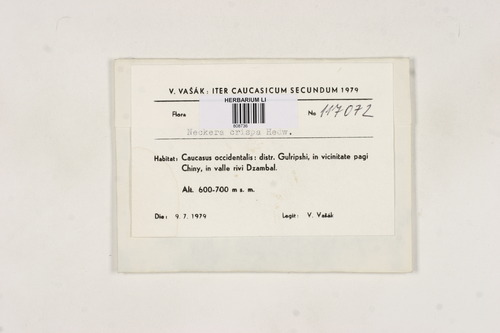 V. VAŠÁK: ITER CAUCASICUM SECUNDUM 1979
HERBARIUM LI
Flora
No 117072
808736
Neckera crispa Hedw.
Habitat: Caucasus occidentalis: distr. Gulripshi, in vicinitate pagi
Chiny, in valle rivi Dzambal.
Alt. 600-700 m s. m.
Die: 9. 7. 1979
Legit: V. Vašák